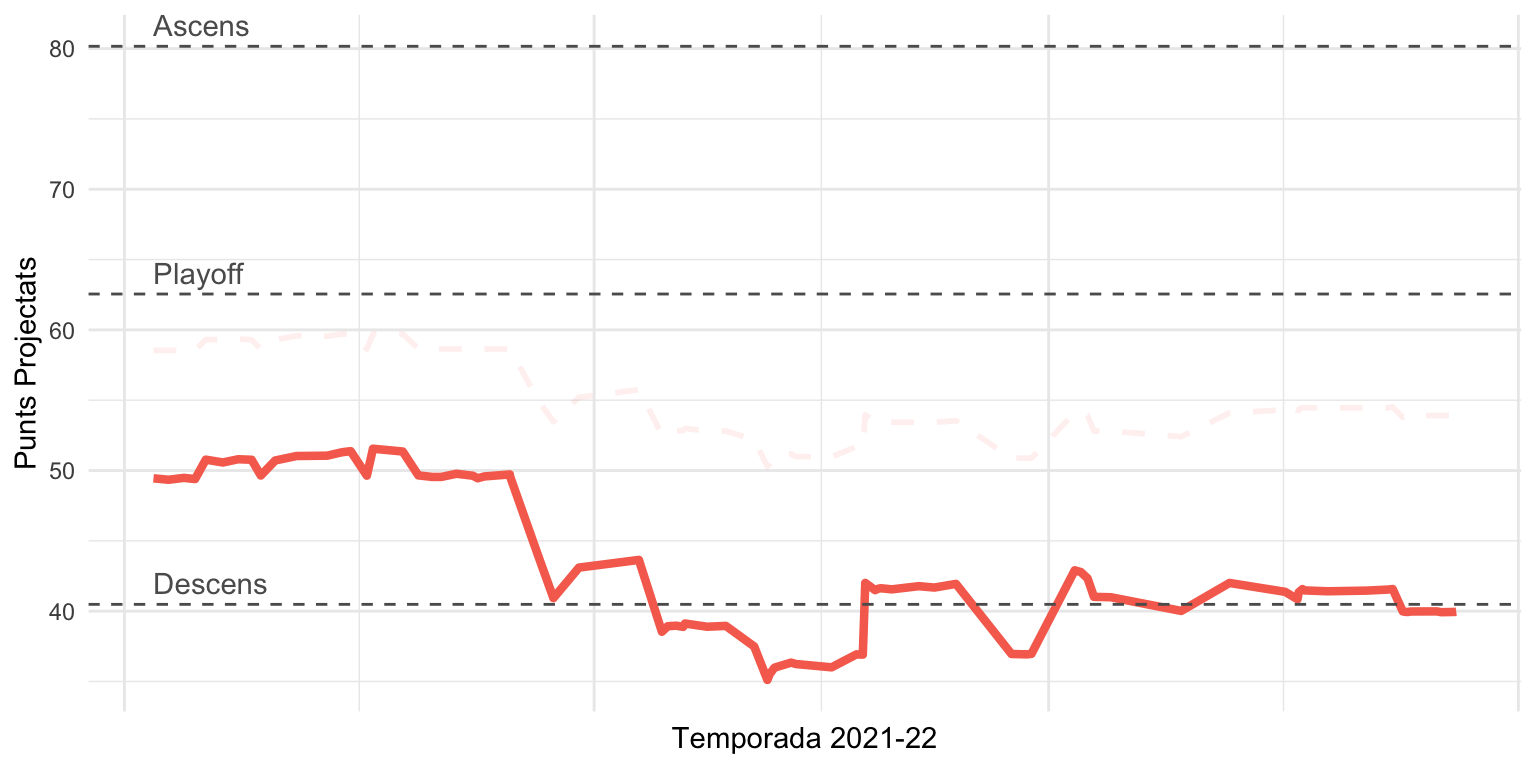 Ascens
80
70
Playoff
60
50
Descens
40
Punts Projectats
Temporada 2021-22